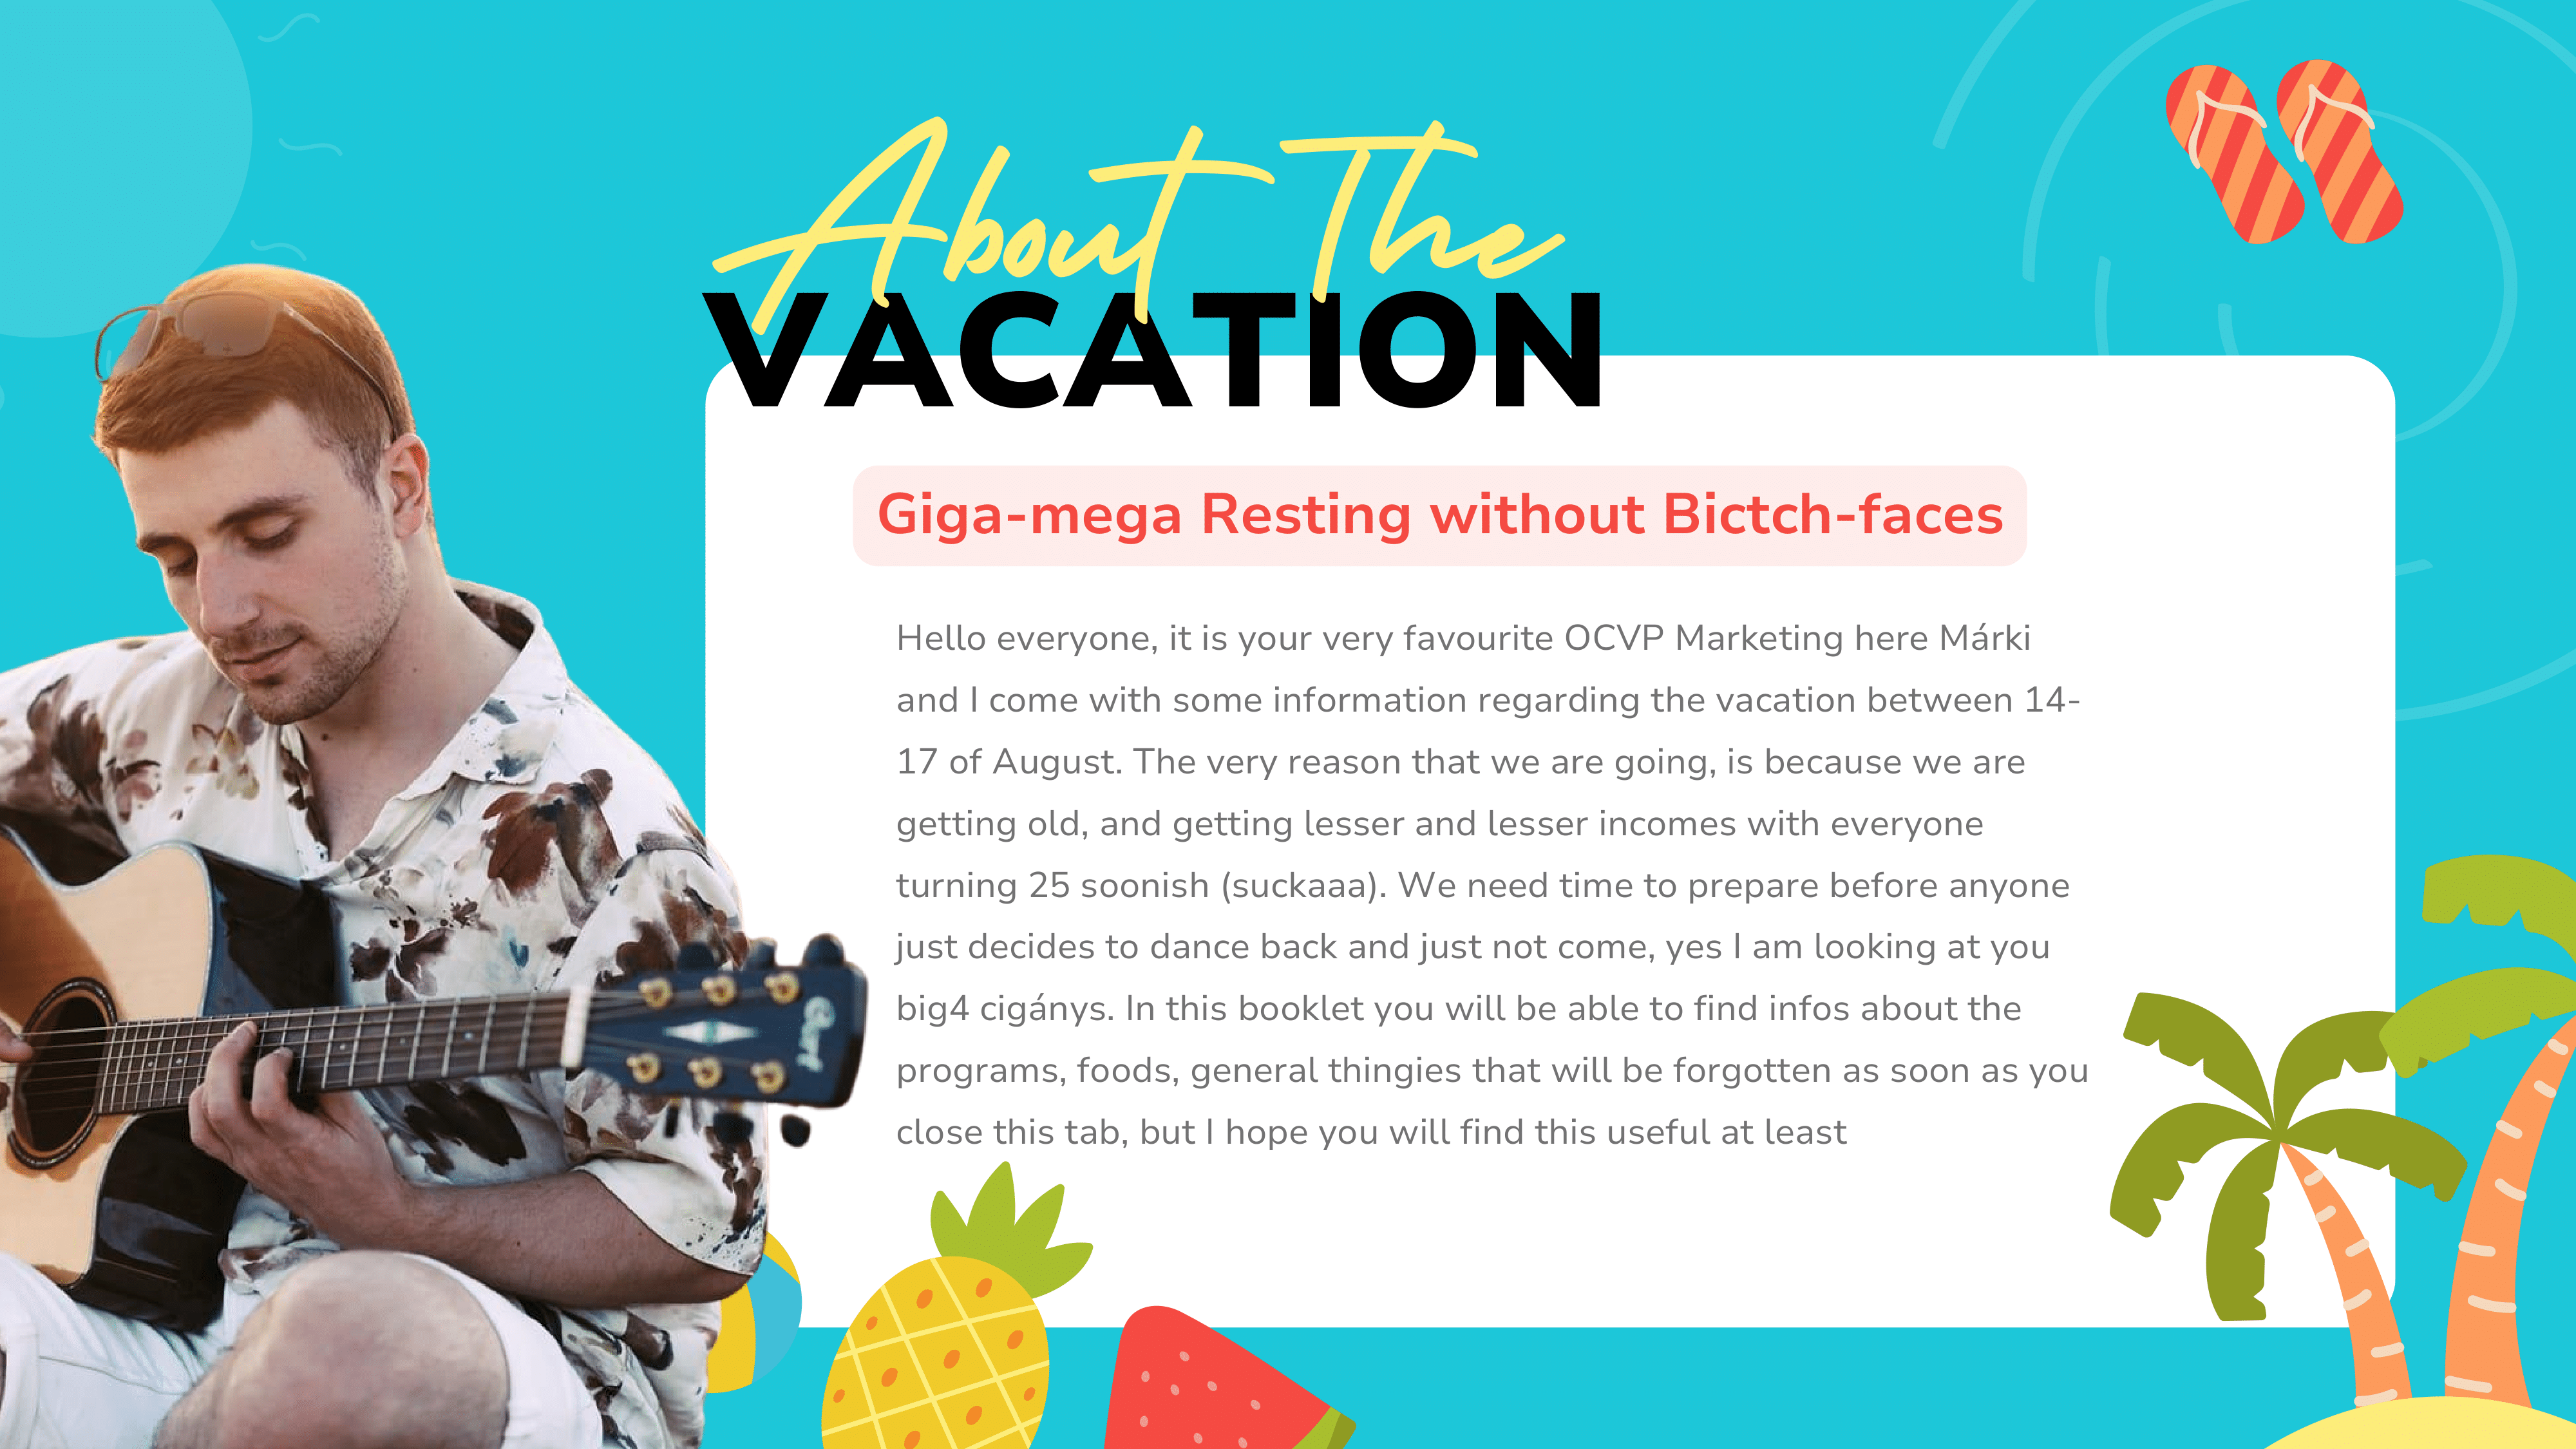 About The
VACATION
Giga-mega Resting without Bictch-faces
Hello everyone, it is your very favourite OCVP Marketing here Márki
and I come with some information regarding the vacation between 14-
17 of August. The very reason that we are going, is because we are
getting old, and getting lesser and lesser incomes with everyone
turning 25 soonish (suckaaa). We need time to prepare before anyone
just decides to dance back and just not come, yes I am looking at you
big4 cigánys. In this booklet you will be able to find infos about the
programs, foods, general thingies that will be forgotten as soon as you
close this tab, but I hope you will find this useful at least
Cort